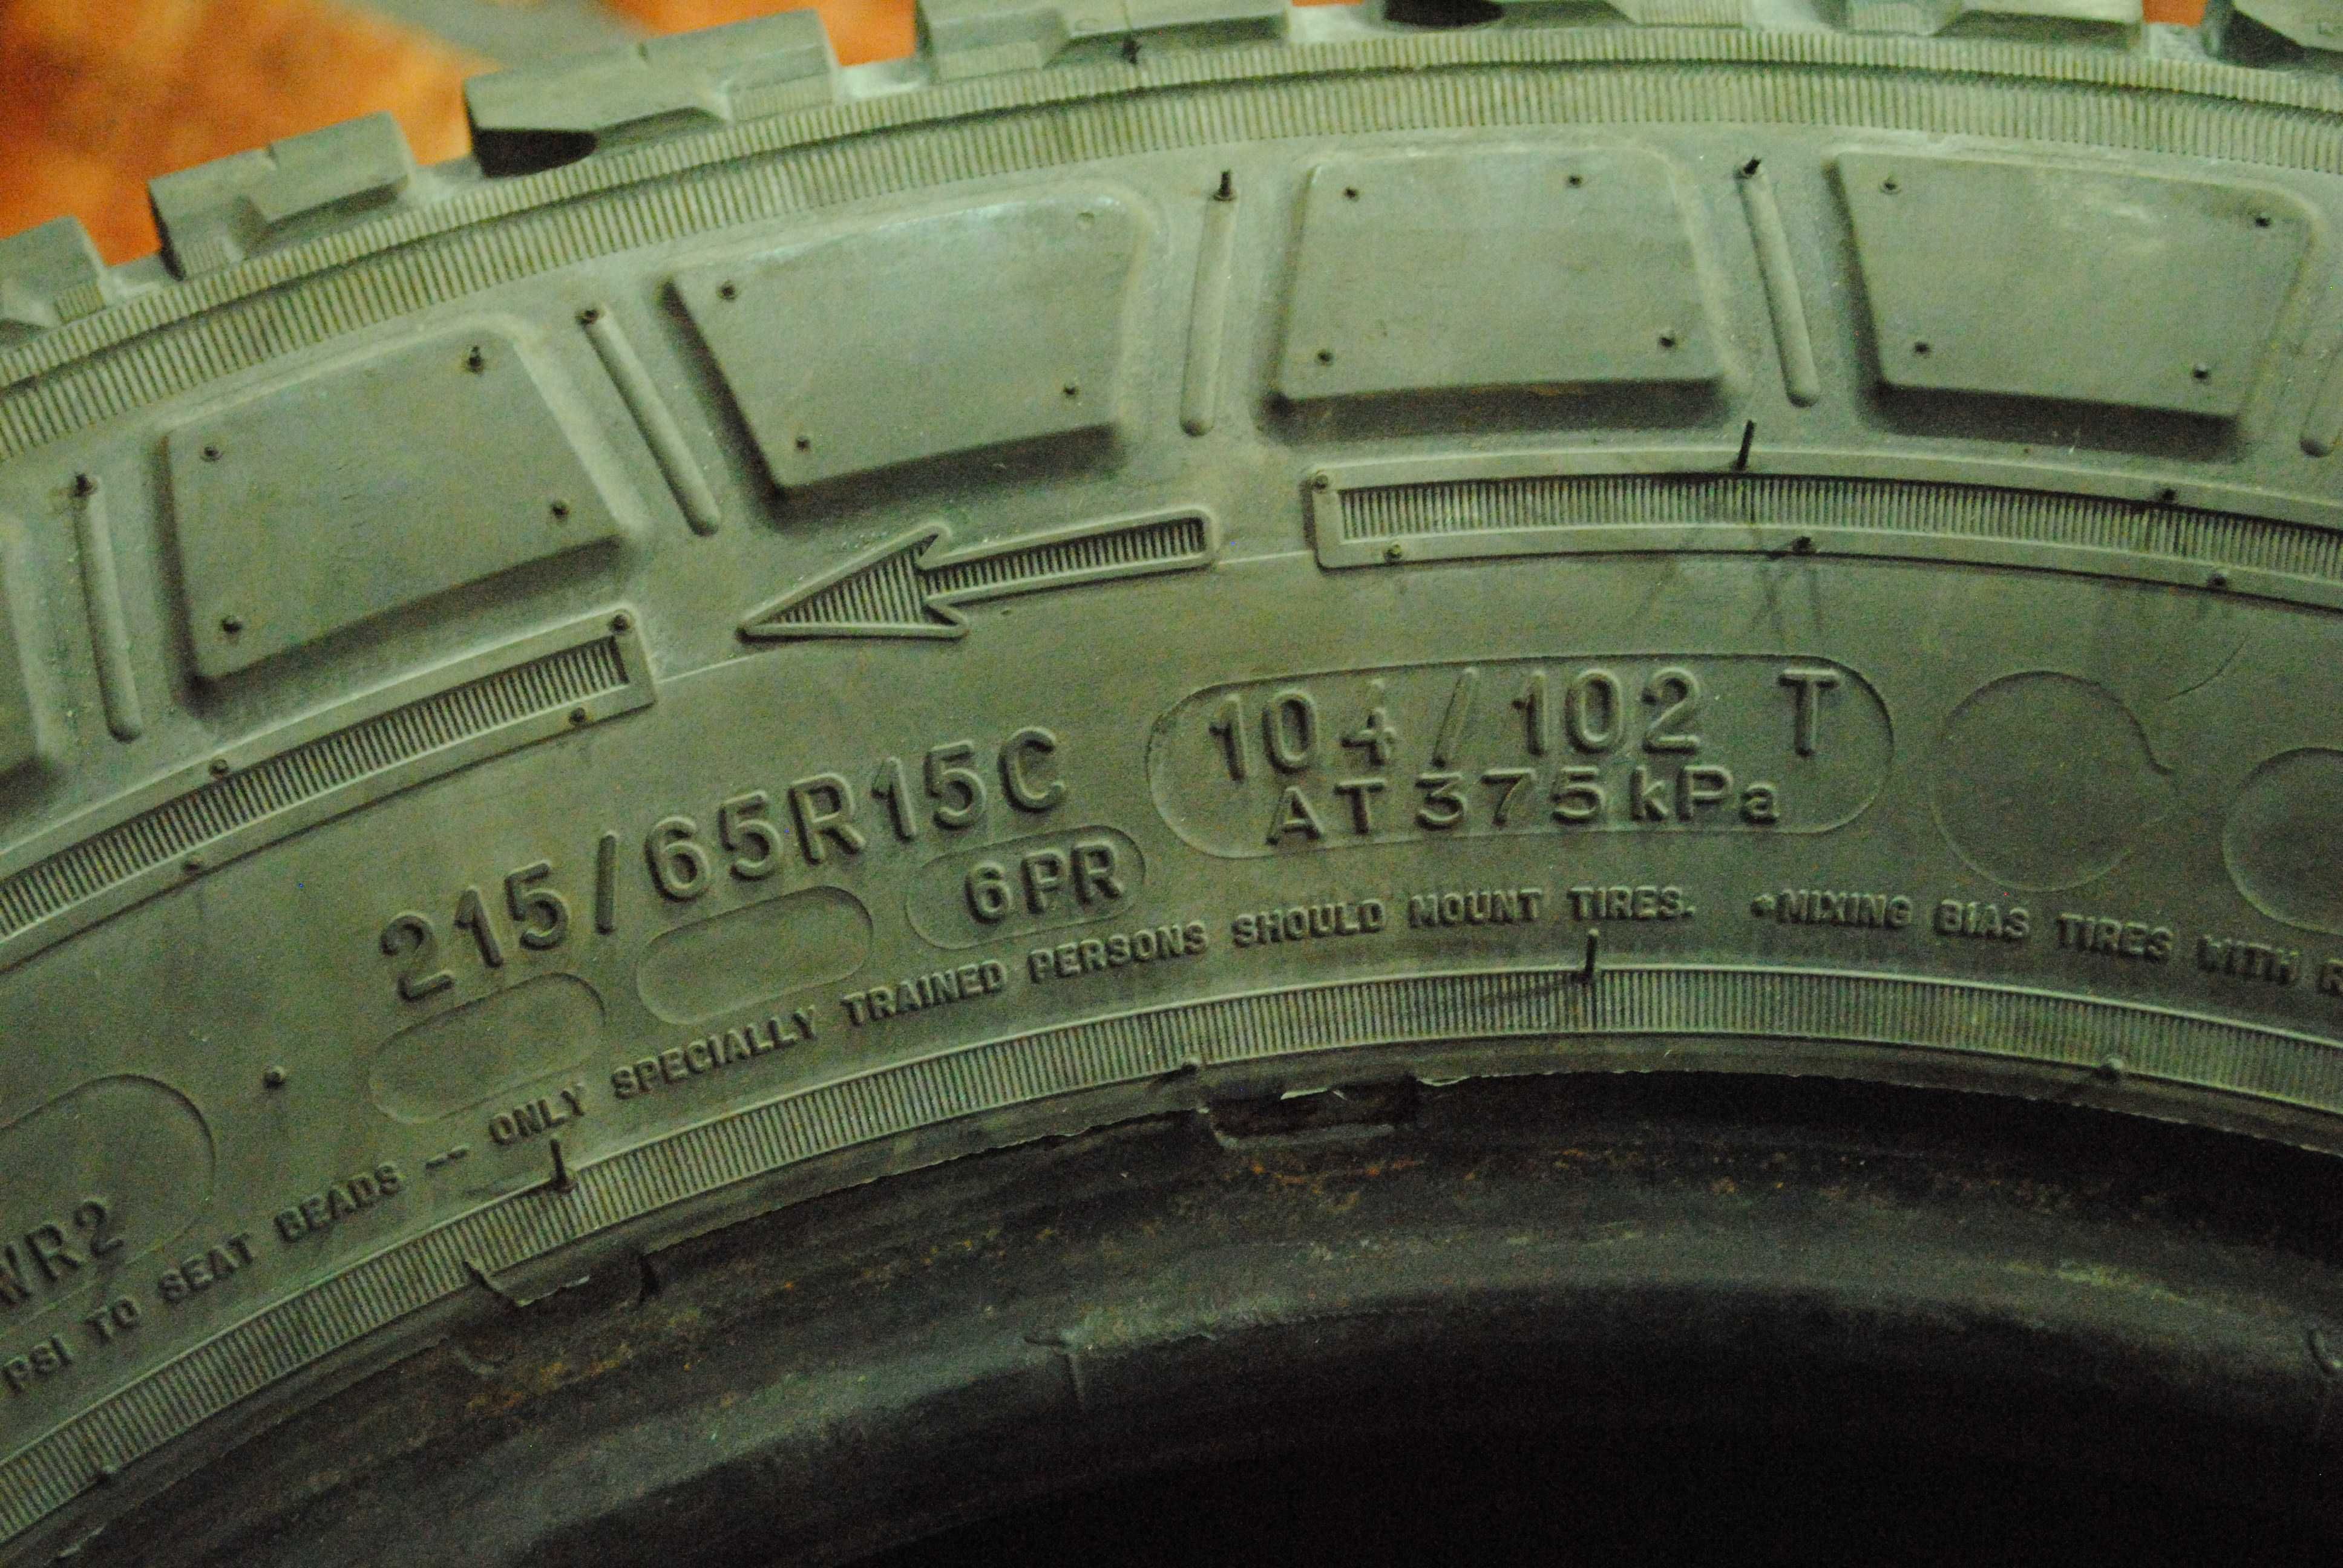 215/65R15C
104/102 T
AT 375 kPa
6PR
WR2
PSI TO SEAT BEADS -- ONLY SPECIALLY TRAINED PERSONS SHOULD MOUNT TIRES. •MIXING BIAS TIRES WITH